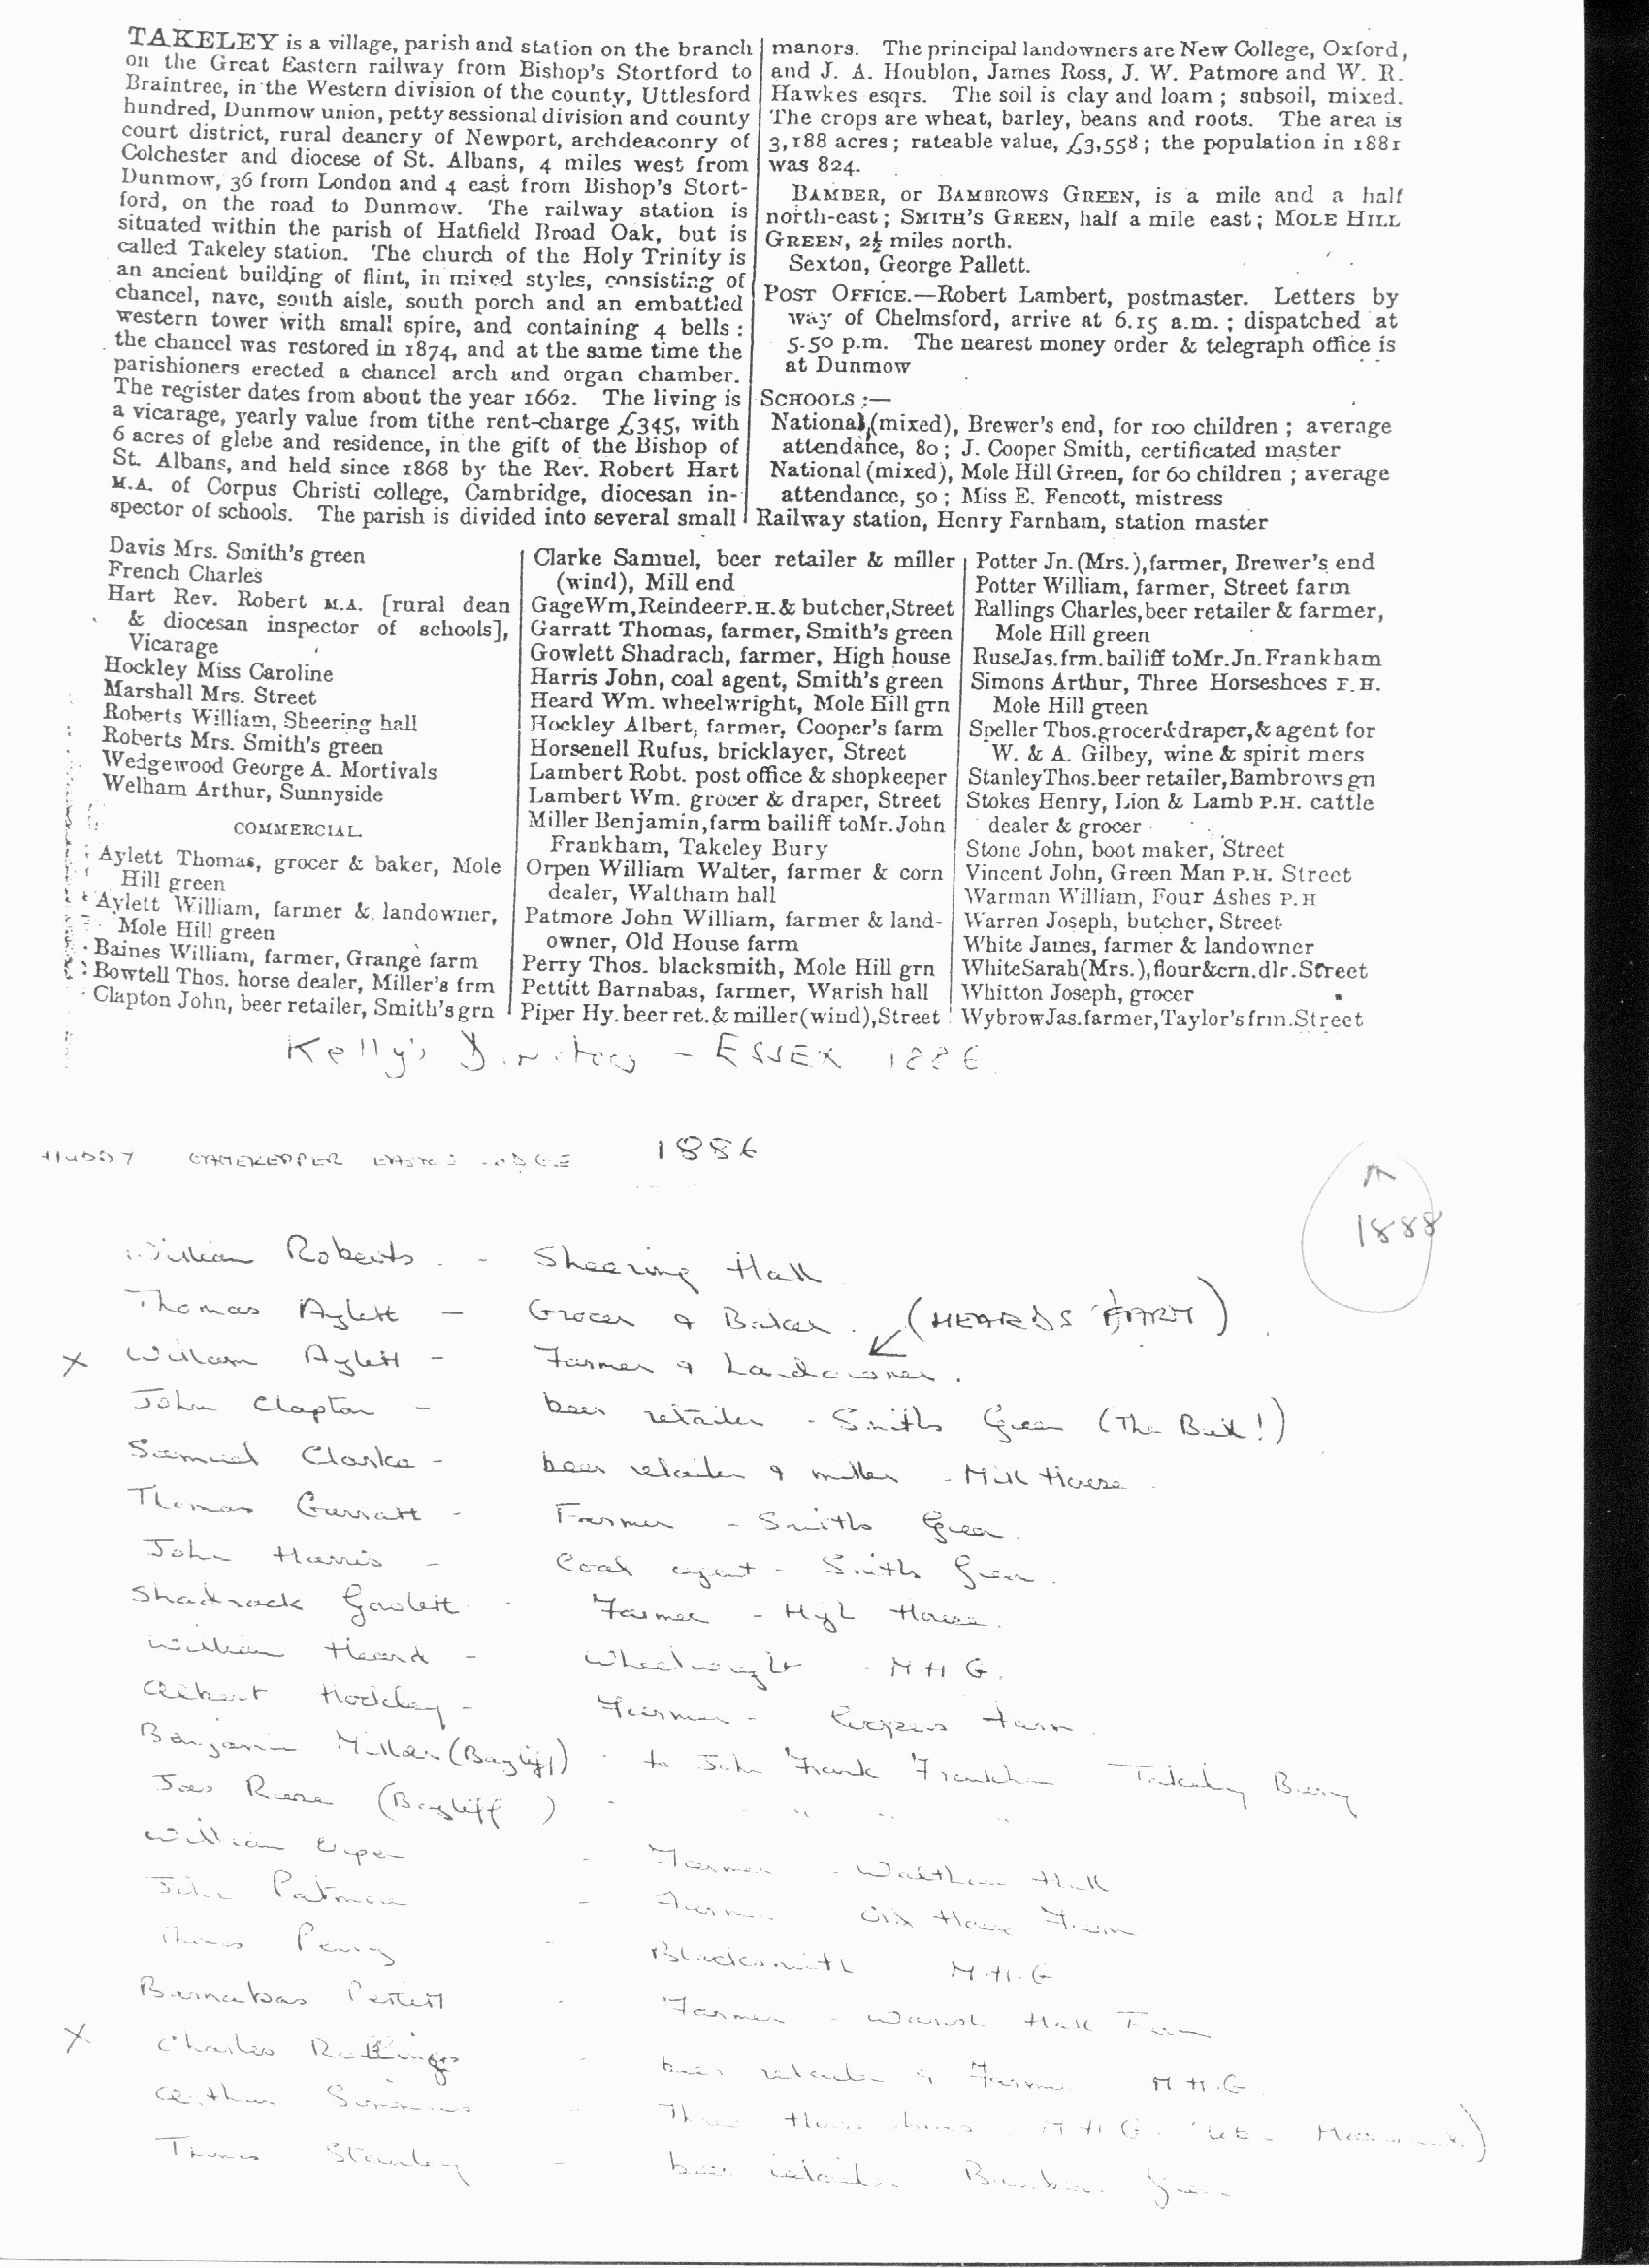 TAKELEY is a village, parish and station on the branch
on the Great Eastern railway from Bishop's Stortford to
Braintree, in the Western division of the county, Uttlesford
hundred, Dunmow union, petty sessional division and county
court district, rural deanery of Newport, archdeaconry of
Colchester and diocese of St. Albans, 4 miles west from
Dunmow, 36 from London and 4 east from Bishop's Stort-
ford, on the road to Dunmow. The railway station is
situated within the parish of Hatfield Broad Oak, but is
called Takeley station. The church of the Holy Trinity is
an ancient building of flint, in mixed styles, consisting of
chancel, nave, south aisle, south porch and an embattled
western tower with small spire, and containing 4 bells :
the chancel was restored in 1874, and at the same time the
parishioners erected a chancel arch and organ chamber.
The register dates from about the year 1662. The living is
a vicarage, yearly value from tithe rent-charge £345, with
6 acres of glebe and residence, in the gift of the Bishop of
St. Albans, and held since 1868 by the Rev. Robert Hart
M.A. of Corpus Christi college, Cambridge, diocesan in-
spector of schools. The parish is divided into several small
manors. The principal landowners are New College, Oxford,
and J. A. Houblon, James Ross, J. W. Patmore and W. R.
Hawkes esqrs. The soil is clay and loam ; subsoil, mixed.
The crops are wheat, barley, beans and roots. The area is
3,188 acres ; rateable value, £3,558 ; the population in 1881
was 824.
BAMBER, or BAMBROWS GREEN, is a mile and a half
north-east ; SMITH'S GREEN, half a mile east ; MOLE HILL
GREEN, 2½ miles north.
Sexton, George Pallett.
POST OFFICE.—Robert Lambert, postmaster. Letters by
way of Chelmsford, arrive at 6.15 a.m. ; dispatched at
5.50 p.m. The nearest money order & telegraph office is
at Dunmow
SCHOOLS :—
National (mixed), Brewer's end, for 100 children ; average
attendance, 80 ; J. Cooper Smith, certificated master
National (mixed), Mole Hill Green, for 60 children ; average
attendance, 50 ; Miss E. Fencott, mistress
Railway station, Henry Farnham, station master
Davis Mrs. Smith's green
French Charles
Hart Rev. Robert M.A. [rural dean
& diocesan inspector of schools],
Vicarage
Hockley Miss Caroline
Marshall Mrs. Street
Roberts William, Sheering hall
Roberts Mrs. Smith's green
Wedgewood George A. Mortivals
Welham Arthur, Sunnyside
COMMERCIAL.
Aylett Thomas, grocer & baker, Mole
Hill green
Aylett William, farmer & landowner,
Mole Hill green
Baines William, farmer, Grange farm
Bowtell Thos. horse dealer, Miller's frm
Clapton John, beer retailer, Smith's grn
Clarke Samuel, beer retailer & miller
(wind), Mill end
Gage Wm, Reindeer P.H. & butcher, Street
Garratt Thomas, farmer, Smith's green
Gowlett Shadrach, farmer, High house
Harris John, coal agent, Smith's green
Heard Wm. wheelwright, Mole Hill grn
Hockley Albert, farmer, Cooper's farm
Horsenell Rufus, bricklayer, Street
Lambert Robt. post office & shopkeeper
Lambert Wm. grocer & draper, Street
Miller Benjamin, farm bailiff to Mr. John
Frankham, Takeley Bury
Orpen William Walter, farmer & corn
dealer, Waltham hall
Patmore John William, farmer & land-
owner, Old House farm
Perry Thos. blacksmith, Mole Hill grn
Pettitt Barnabas, farmer, Warish hall
Piper Hy. beer ret. & miller (wind), Street
Potter Jn. (Mrs.), farmer, Brewer's end
Potter William, farmer, Street farm
Rallings Charles, beer retailer & farmer,
Mole Hill green
Ruse Jas. frm. bailiff to Mr. Jn. Frankham
Simons Arthur, Three Horseshoes P.H.
Mole Hill green
Speller Thos. grocer & draper, & agent for
W. & A. Gilbey, wine & spirit mers
Stanley Thos. beer retailer, Bambrows gn
Stokes Henry, Lion & Lamb P.H. cattle
dealer & grocer
Stone John, boot maker, Street
Vincent John, Green Man P.H. Street
Warman William, Four Ashes P.H
Warren Joseph, butcher, Street
White James, farmer & landowner
White Sarah (Mrs.), flour & crn. dlr. Street
Whitton Joseph, grocer
Wybrow Jas. farmer, Taylor's frm. Street
Kelly's Directory - ESSEX 1886
1886
GAMEKEPPER
1888
William Roberts - Sheering Hall
Thomas Aylett - Grocer & Baker. (HEARDS FARM)
X William Aylett - Farmer & Landowner.
John Clapton - beer retailer - Smiths Green (The !)
Samuel Clarke - beer retailer & miller - Mill House
Thomas Garratt - Farmer - Smiths Green.
John Harris - Coal agent - Smiths Green.
Shadrack Gowlett - Farmer - High House.
William Heard - Wheelwright - M.H.G.
Albert Hockley - Farmer - Coopers Farm.
Benjamin Miller (Bayliff) - to John Frank Frankham Takeley Bury
Jas Ruse (Bayliff) - " " "
William Orpen - Farmer - Waltham Hall
John Patmore - Farmer Old House Farm
Thomas Perry - Blacksmith M.H.G
Barnabas Pettitt - Farmer - Warish Hall Farm
X Charles Rallings - beer retailer & Farmer M.H.G
Arthur Simmons - Three Horse shoes M.H.G.
Thomas Stanley - beer retailer Green